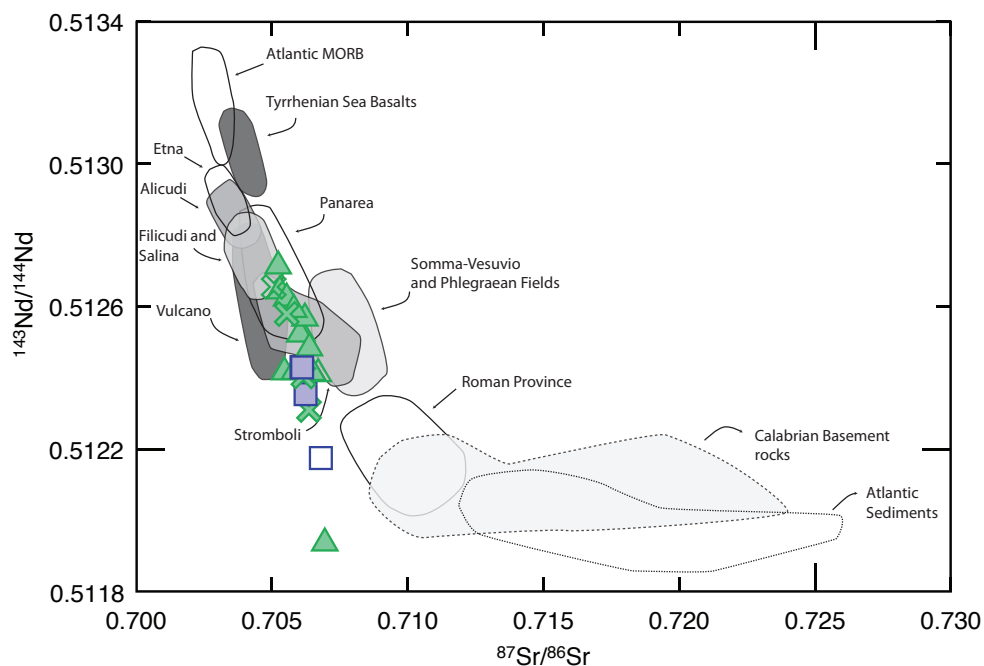 0.5134
Atlantic MORB
Tyrrhenian Sea Basalts
Etna
0.5130
Alicudi
Panarea
Filicudi and
Salina
Somma-Vesuvio
and Phlegraean Fields
143Nd/144Nd
0.5126
Vulcano
Roman Province
Stromboli
Calabrian Basement
rocks
0.5122
Atlantic
Sediments
0.5118
0.700
0.705
0.710
0.715
0.720
0.725
0.730
87Sr/86Sr